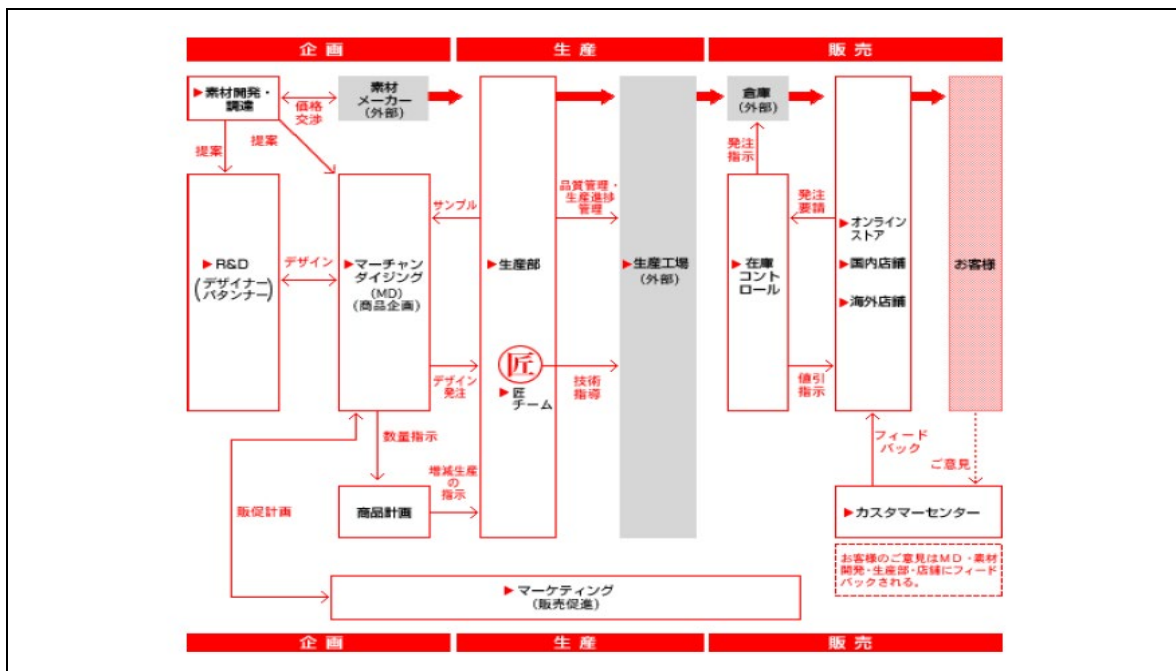 企画
生産
販売
▶素材開発・
調達
価格
交渉
素材
メーカー
(外部)
倉庫
(外部)
提案
提案
発注
指示
▶R&D
(デザイナー
パタンナー)
デザイン
▶マーチャン
ダイジング
(MD)
(商品企画)
サンプル
▶生産部
品質管理・
生産進捗
管理
▶生産工場
(外部)
▶在庫
コント
ロール
発注
要請
▶オンライン
ストア
▶国内店舗
▶海外店舗
お客様
デザイン
発注
匠
▶匠
チーム
技術
指導
値引
指示
数量指示
フィード
バック
ご意見
販促計画
商品計画
増減生産
の
指示
▶カスタマーセンター
お客様のご意見はMD・素材
開発・生産部・店舗にフィード
バックされる。
▶マーケティング
(販売促進)
企画
生産
販売